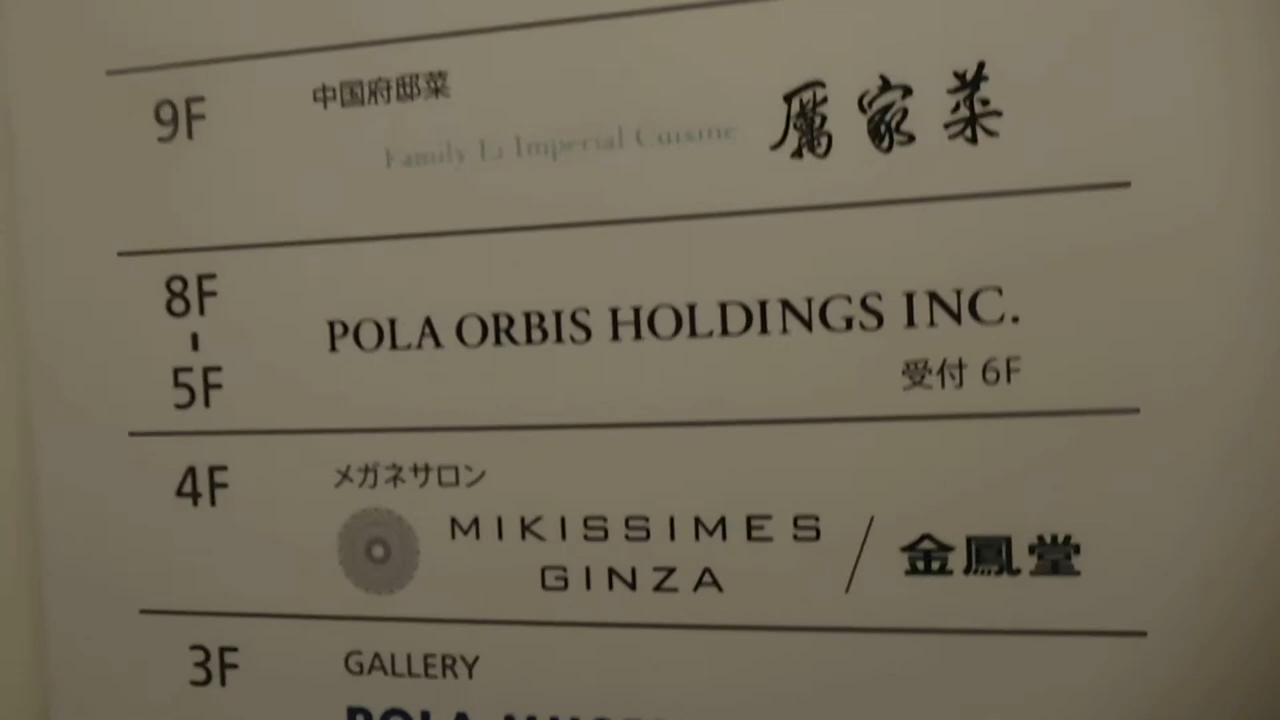 9F 中国府邸菜
Family Li Imperial Cuisine 厲家菜
8F
-
5F
POLA ORBIS HOLDINGS INC.
受付 6F
4F メガネサロン
MIKISSIMES
GINZA / 金鳳堂
3F GALLERY
POLA